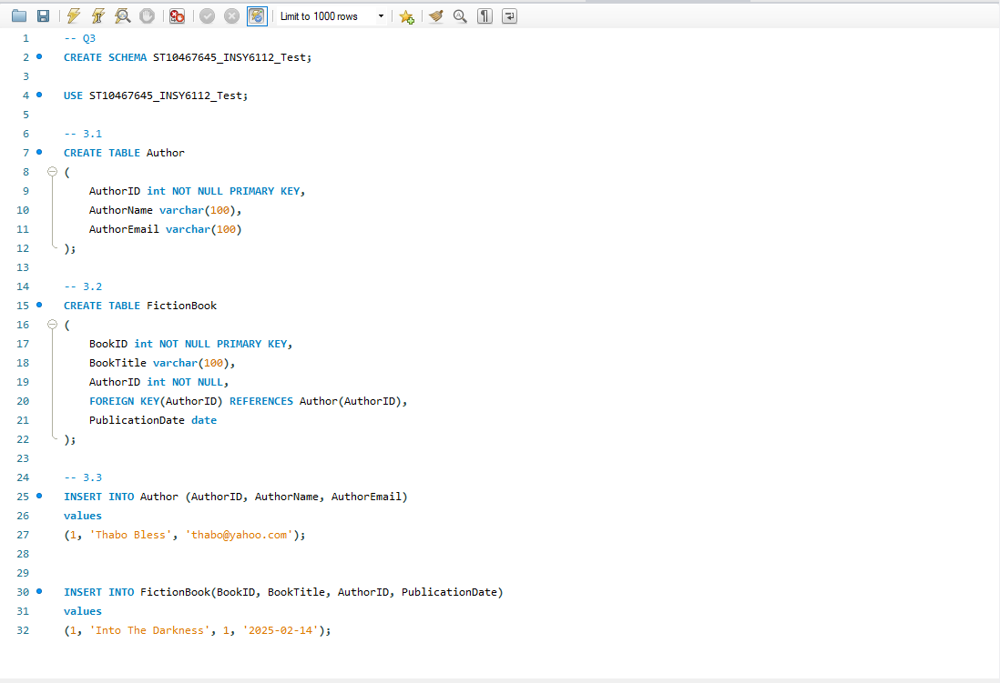 Limit to 1000 rows
1 -- Q3
2 CREATE SCHEMA ST10467645_INSY6112_Test;
3
4 USE ST10467645_INSY6112_Test;
5
6 -- 3.1
7 CREATE TABLE Author
8 (
9 AuthorID int NOT NULL PRIMARY KEY,
10 AuthorName varchar(100),
11 AuthorEmail varchar(100)
12 );
13
14 -- 3.2
15 CREATE TABLE FictionBook
16 (
17 BookID int NOT NULL PRIMARY KEY,
18 BookTitle varchar(100),
19 AuthorID int NOT NULL,
20 FOREIGN KEY(AuthorID) REFERENCES Author(AuthorID),
21 PublicationDate date
22 );
23
24 -- 3.3
25 INSERT INTO Author (AuthorID, AuthorName, AuthorEmail)
26 values
27 (1, 'Thabo Bless', 'thabo@yahoo.com');
28
29
30 INSERT INTO FictionBook(BookID, BookTitle, AuthorID, PublicationDate)
31 values
32 (1, 'Into The Darkness', 1, '2025-02-14');